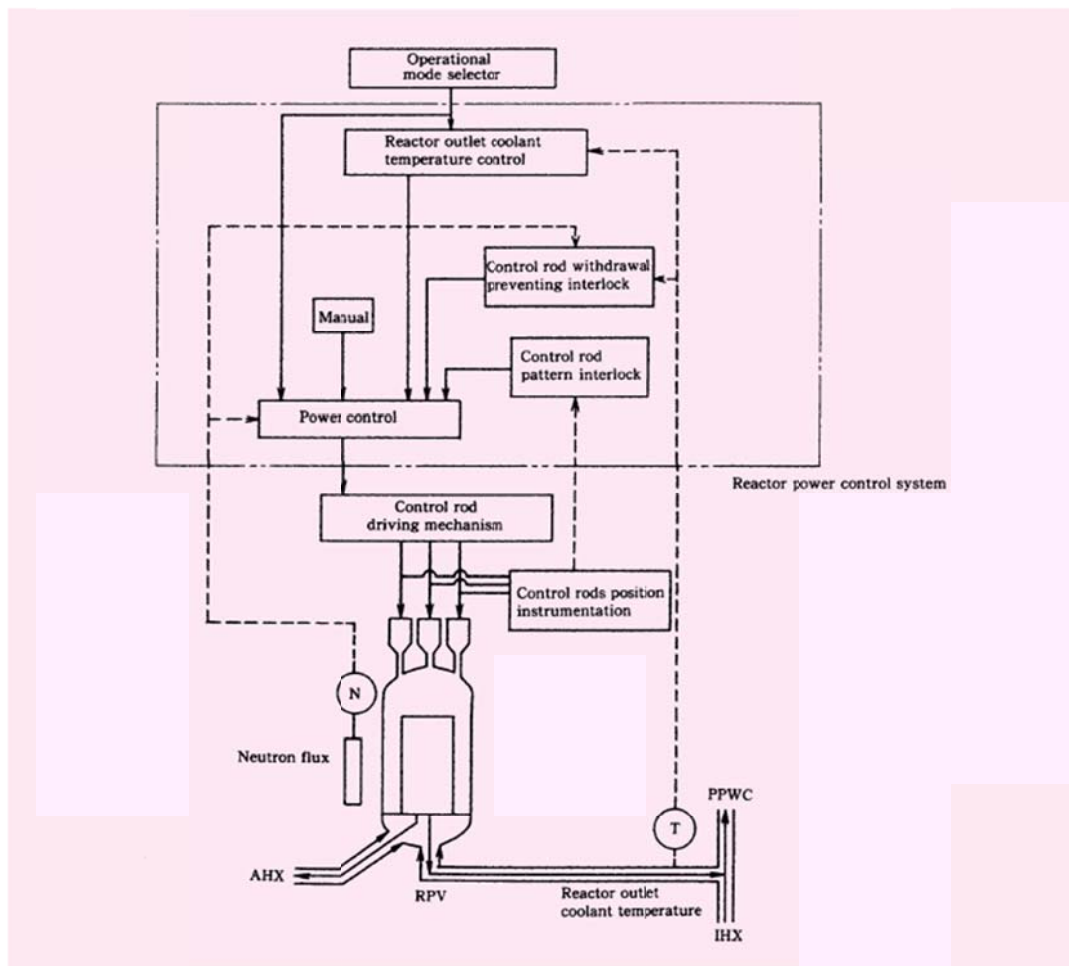 Operational
mode selector
Reactor outlet coolant
temperature control
Control rod withdrawal
preventing interlock
Manual
Control rod
pattern interlock
Power control
Reactor power control system
Control rod
driving mechanism
Control rods position
instrumentation
N
Neutron flux
PPWC
T
AHX
RPV
Reactor outlet
coolant temperature
IHX